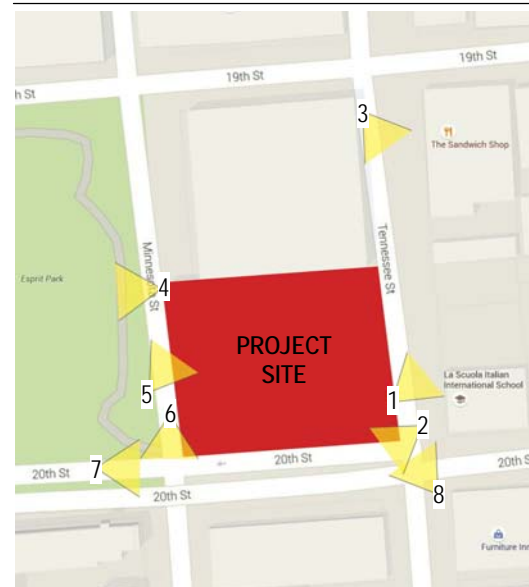 19th St
19th St
h St
3
The Sandwich Shop
Minnesota St
Tennessee St
Esprit Park
4
PROJECT
SITE
5
La Scuola Italian
International School
1
6
2
7
20th St
20th St
20th St
20th St
8
Furniture Inn